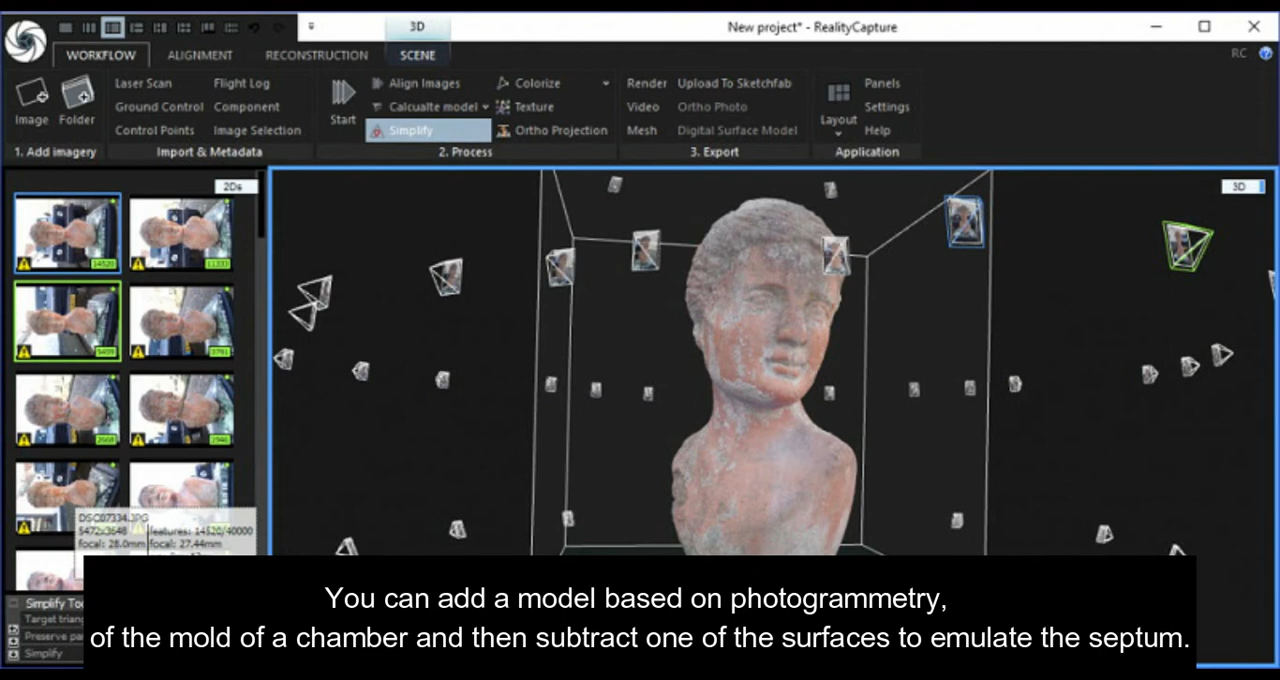 3D
New project* - RealityCapture
WORKFLOW
ALIGNMENT
RECONSTRUCTION
SCENE
RC
Image
Folder
1. Add imagery
Laser Scan
Flight Log
Ground Control
Component
Control Points
Image Selection
Import & Metadata
Start
Align Images
Calcualte model
Simplify
Colorize
Texture
Ortho Projection
2. Process
Render
Upload To Sketchfab
Video
Ortho Photo
Mesh
Digital Surface Model
3. Export
Layout
Panels
Settings
Help
Application
2Ds
3D
14520
DSC07334.JPG
5472x3648
features: 14520/40000
focal: 28.0mm
focal: 27.44mm
Simplify
Simplify
You can add a model based on photogrammetry,
of the mold of a chamber and then subtract one of the surfaces to emulate the septum.